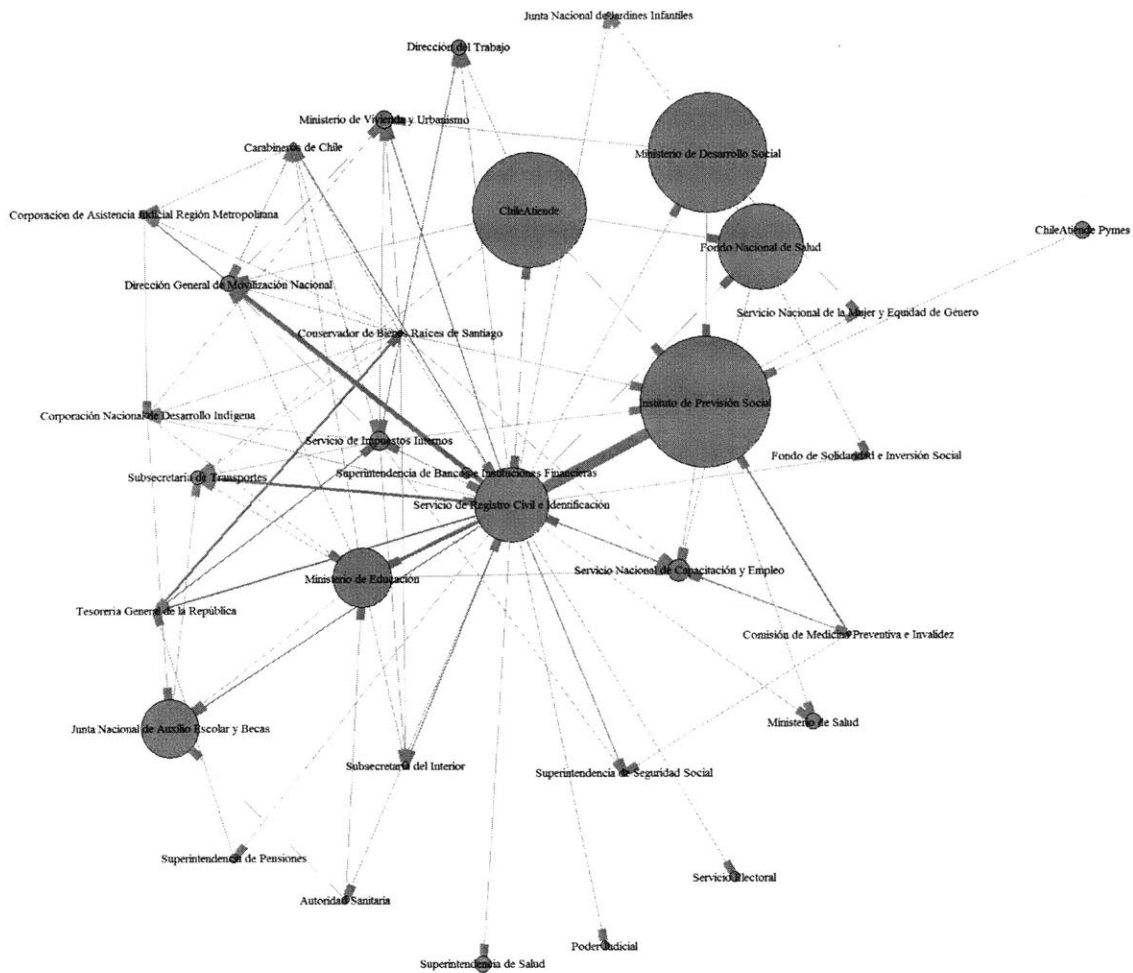 Junta Nacional de Jardines Infantiles
Dirección del Trabajo
Ministerio de Vivienda y Urbanismo
Carabineros de Chile
Ministerio de Desarrollo Social
ChileAtiende
Corporacion de Asistencia Judicial Región Metropolitana
ChileAtiende Pymes
Fondo Nacional de Salud
Dirección General de Movilización Nacional
Servicio Nacional de la Mujer y Equidad de Género
Conservador de Bienes Raíces de Santiago
Instituto de Previsión Social
Corporación Nacional de Desarrollo Indígena
Servicio de Impuestos Internos
Fondo de Solidaridad e Inversión Social
Superintendencia de Bancos e Instituciones Financieras
Subsecretaria de Transportes
Servicio de Registro Civil e Identificación
Servicio Nacional de Capacitación y Empleo
Ministerio de Educación
Tesorería General de la República
Comisión de Medicina Preventiva e Invalidez
Ministerio de Salud
Junta Nacional de Auxilio Escolar y Becas
Subsecretaria del Interior
Superintendencia de Seguridad Social
Superintendencia de Pensiones
Servicio Electoral
Autoridad Sanitaria
Poder Judicial
Superintendencia de Salud